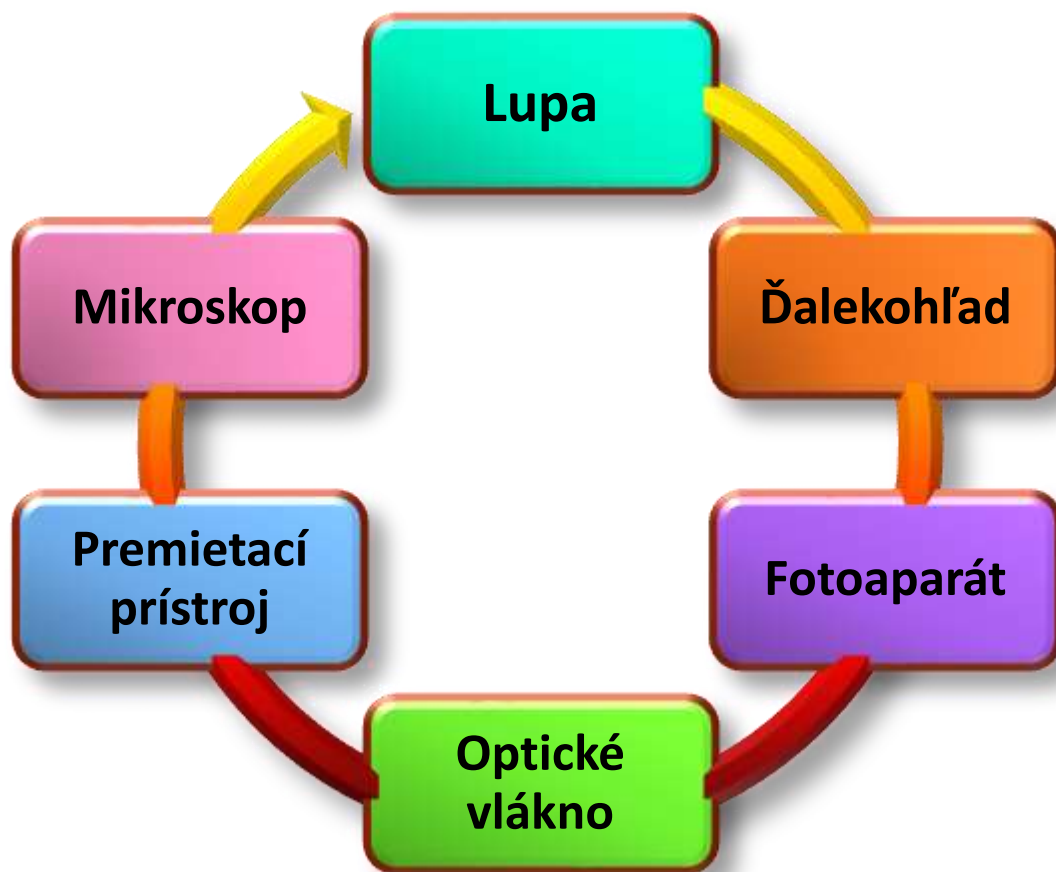 Lupa
Ďalekohľad
Fotoaparát
Optické
vlákno
Premietací
prístroj
Mikroskop